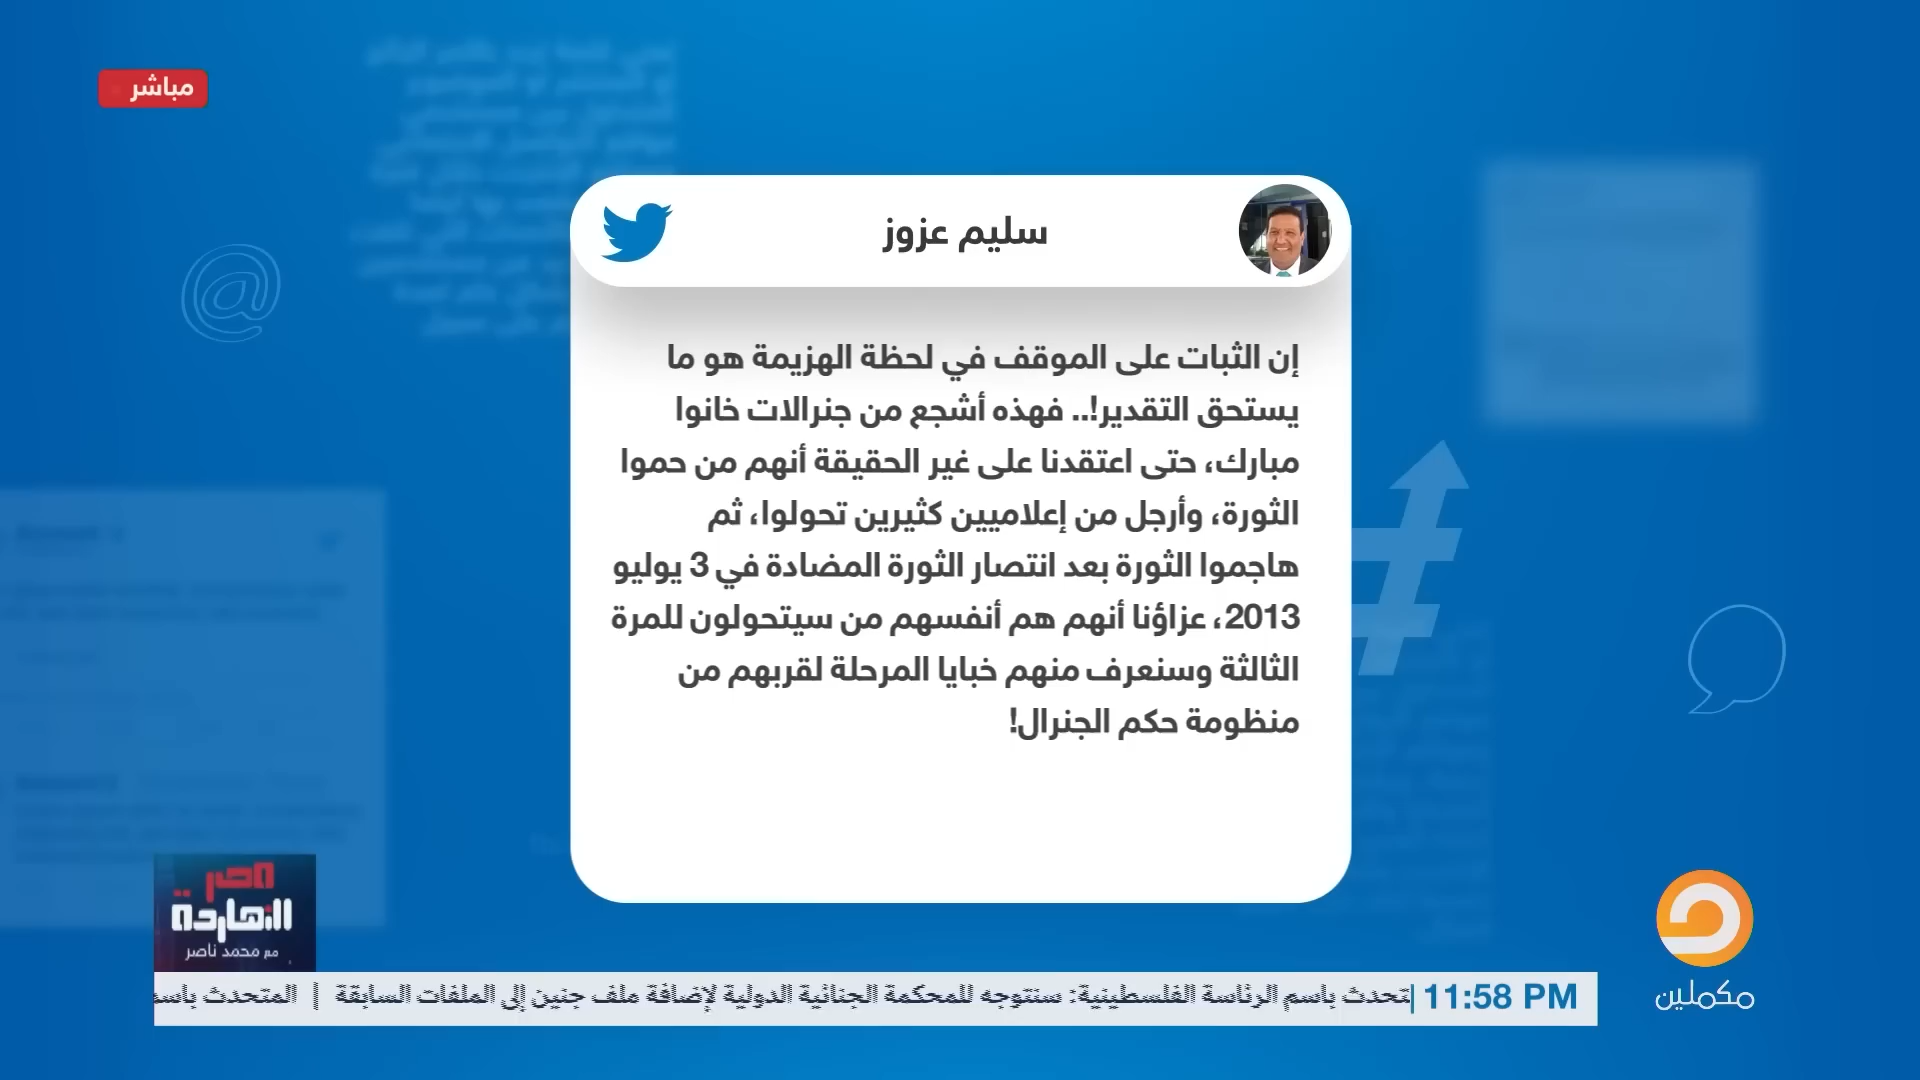 مباشر
سليم عزوز
إن الثبات على الموقف في لحظة الهزيمة هو ما
يستحق التقدير!.. فهذه أشجع من جنرالات خانوا
مبارك، حتى اعتقدنا على غير الحقيقة أنهم من حموا
الثورة، وأرجل من إعلاميين كثيرين تحولوا، ثم
هاجموا الثورة بعد انتصار الثورة المضادة في 3 يوليو
2013، عزاؤنا أنهم هم أنفسهم من سيتحولون للمرة
الثالثة وسنعرف منهم خبايا المرحلة لقربهم من
منظومة حكم الجنرال!
مصر
النهاردة
مع محمد ناصر
11:58 PM
تحدث باسم الرئاسة الفلسطينية: سنتوجه للمحكمة الجنائية الدولية لإضافة ملف جنين إلى الملفات السابقة | المتحدث باسم
مكملين